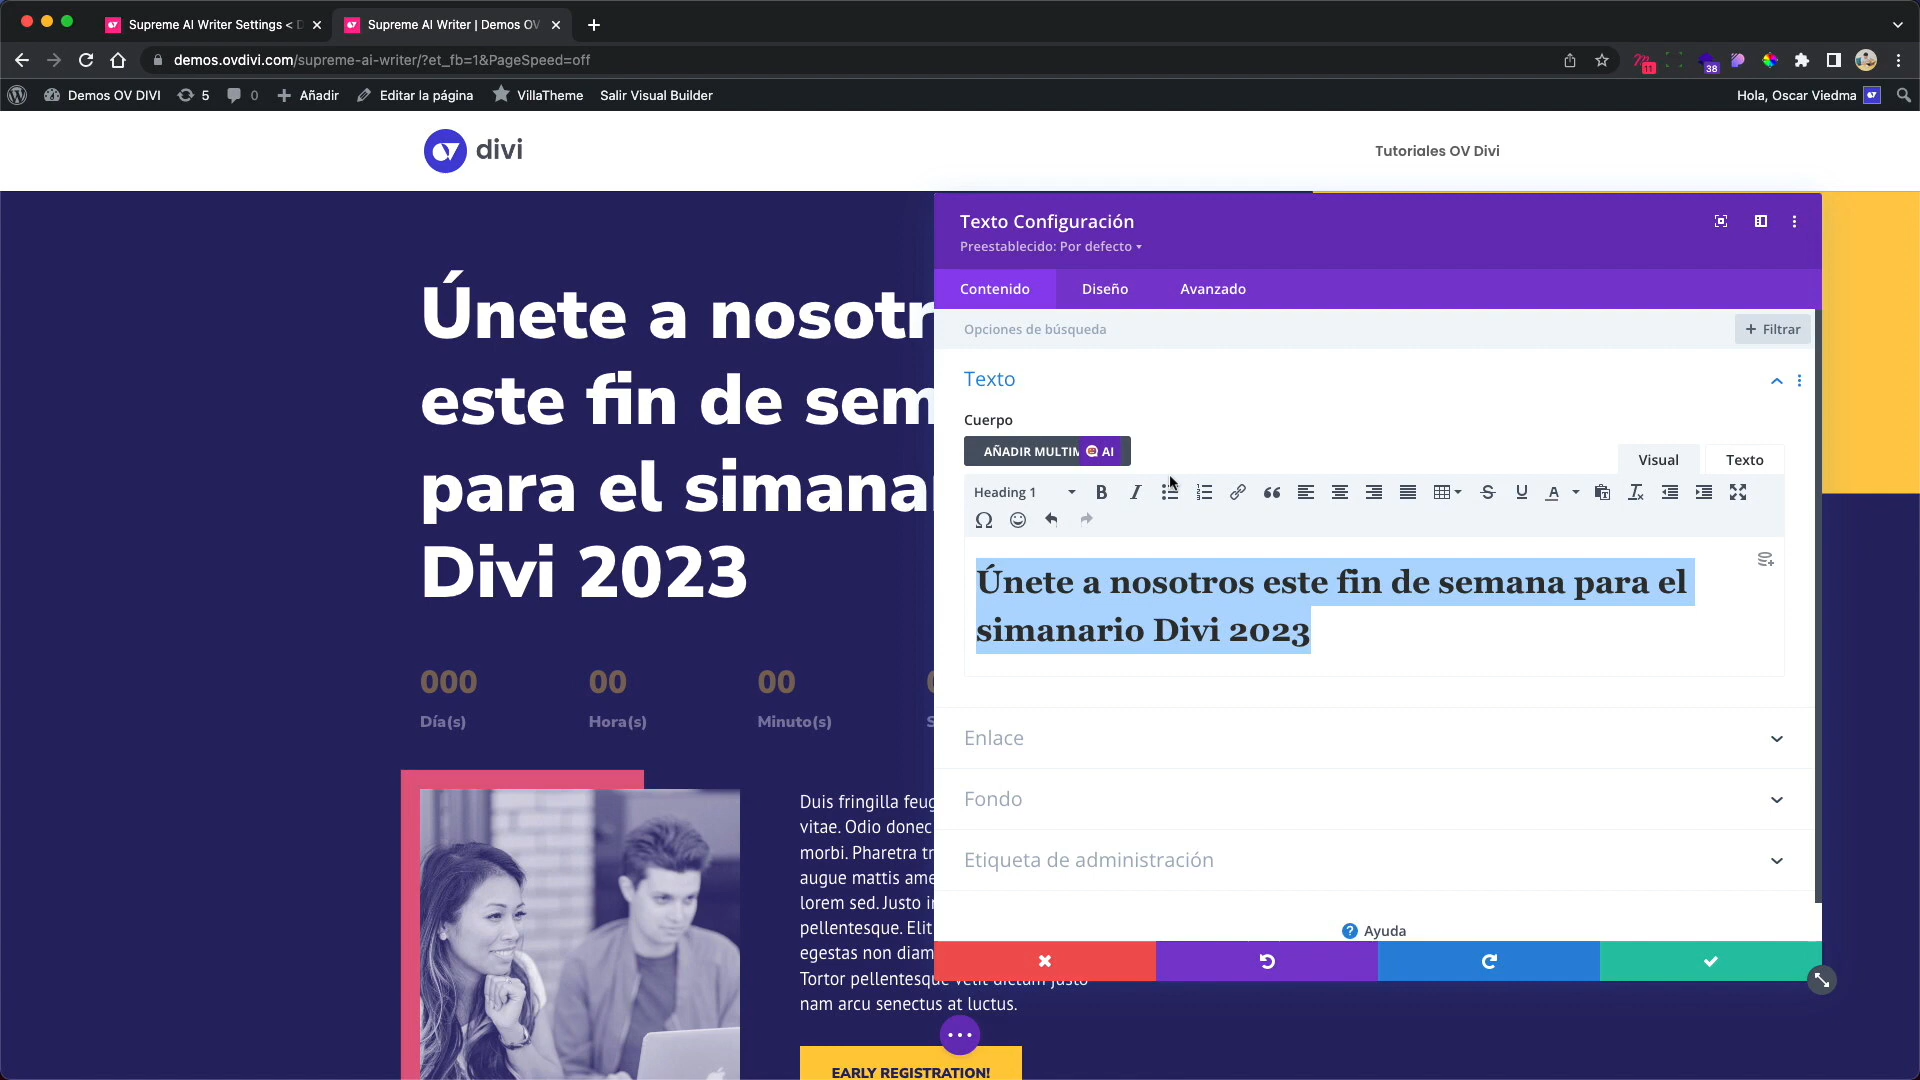 Supreme AI Writer Settings < D
Supreme AI Writer | Demos OV
demos.ovdivi.com/supreme-ai-writer/?et_fb=1&PageSpeed=off
11
38
Demos OV DIVI
5
0
Añadir
Editar la página
VillaTheme
Salir Visual Builder
Hola, Oscar Viedma
divi
Tutoriales OV Divi
Únete a nosotr
este fin de sem
para el simana
Divi 2023
000
00
00
Día(s)
Hora(s)
Minuto(s)
S
Duis fringilla feug
vitae. Odio donec
morbi. Pharetra tr
augue mattis ame
lorem sed. Justo i
pellentesque. Elit
egestas non diam
Tortor pellentesque velit dictum justo
nam arcu senectus at luctus.
EARLY REGISTRATION!
Texto Configuración
Preestablecido: Por defecto
Contenido
Diseño
Avanzado
Opciones de búsqueda
+ Filtrar
Texto
Cuerpo
AÑADIR MULTIM
AI
Visual
Texto
Heading 1
Únete a nosotros este fin de semana para el
simanario Divi 2023
Enlace
Fondo
Etiqueta de administración
Ayuda